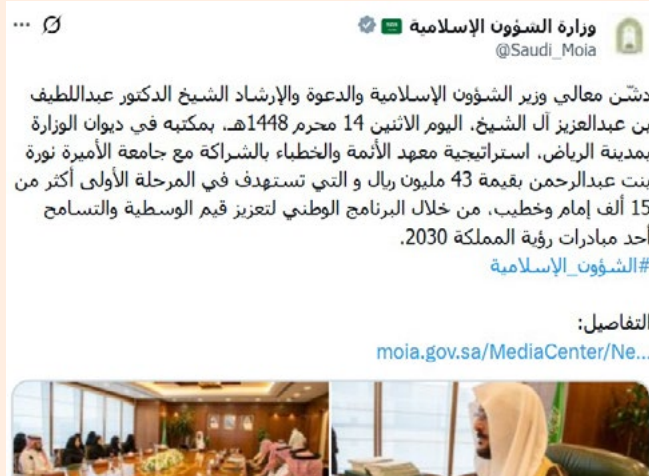 وزارة الشؤون الإسلامية
@Saudi_Moia
دشّن معالي وزير الشؤون الإسلامية والدعوة والإرشاد الشيخ الدكتور عبداللطيف
بن عبدالعزيز آل الشيخ، اليوم الاثنين 14 محرم 1448هـ، بمكتبه في ديوان الوزارة
بمدينة الرياض، استراتيجية معهد الأئمة والخطباء بالشراكة مع جامعة الأميرة نورة
بنت عبدالرحمن بقيمة 43 مليون ريال و التي تستهدف في المرحلة الأولى أكثر من
15 ألف إمام وخطيب، من خلال البرنامج الوطني لتعزيز قيم الوسطية والتسامح
أحد مبادرات رؤية المملكة 2030.
#الشؤون_الإسلامية
التفاصيل:
moia.gov.sa/MediaCenter/Ne...